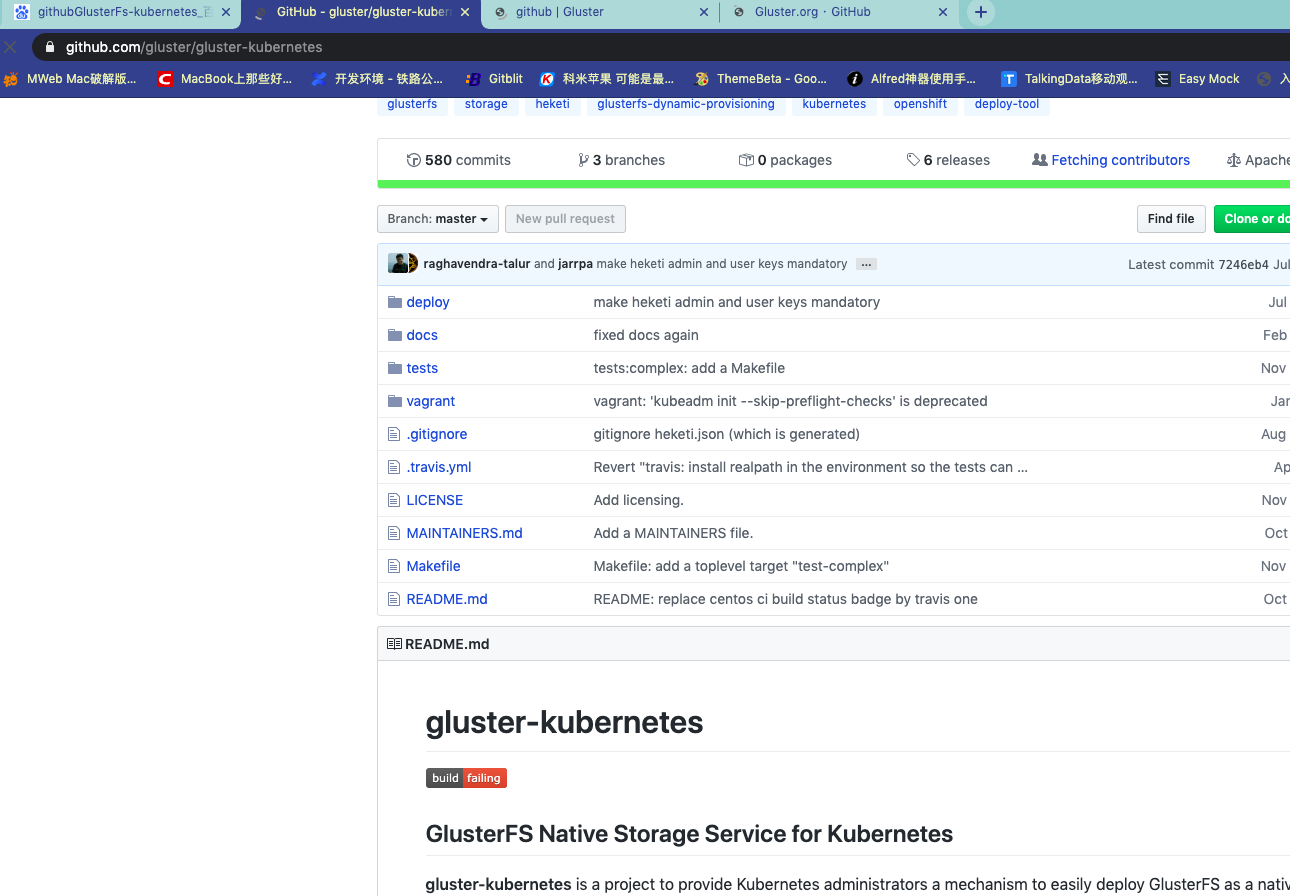 githubGlusterFs-kubernetes_百
GitHub - gluster/gluster-kuber
github | Gluster
Gluster.org · GitHub
github.com/gluster/gluster-kubernetes
MWeb Mac破解版... MacBook上那些好... 开发环境 - 铁路公... Gitblit 科米苹果 可能是最... ThemeBeta - Goo... Alfred神器使用手... TalkingData移动观... Easy Mock 入
glusterfs storage heketi glusterfs-dynamic-provisioning kubernetes openshift deploy-tool
580 commits 3 branches 0 packages 6 releases Fetching contributors Apache
Branch: master New pull request Find file Clone or do
raghavendra-talur and jarrpa make heketi admin and user keys mandatory ... Latest commit 7246eb4 Jul
deploy make heketi admin and user keys mandatory Jul
docs fixed docs again Feb
tests tests:complex: add a Makefile Nov
vagrant vagrant: 'kubeadm init --skip-preflight-checks' is deprecated Jan
.gitignore gitignore heketi.json (which is generated) Aug
.travis.yml Revert "travis: install realpath in the environment so the tests can ... Ap
LICENSE Add licensing. Nov
MAINTAINERS.md Add a MAINTAINERS file. Oct
Makefile Makefile: add a toplevel target "test-complex" Nov
README.md README: replace centos ci build status badge by travis one Oct
README.md
gluster-kubernetes
build failing
GlusterFS Native Storage Service for Kubernetes
gluster-kubernetes is a project to provide Kubernetes administrators a mechanism to easily deploy GlusterFS as a nativ